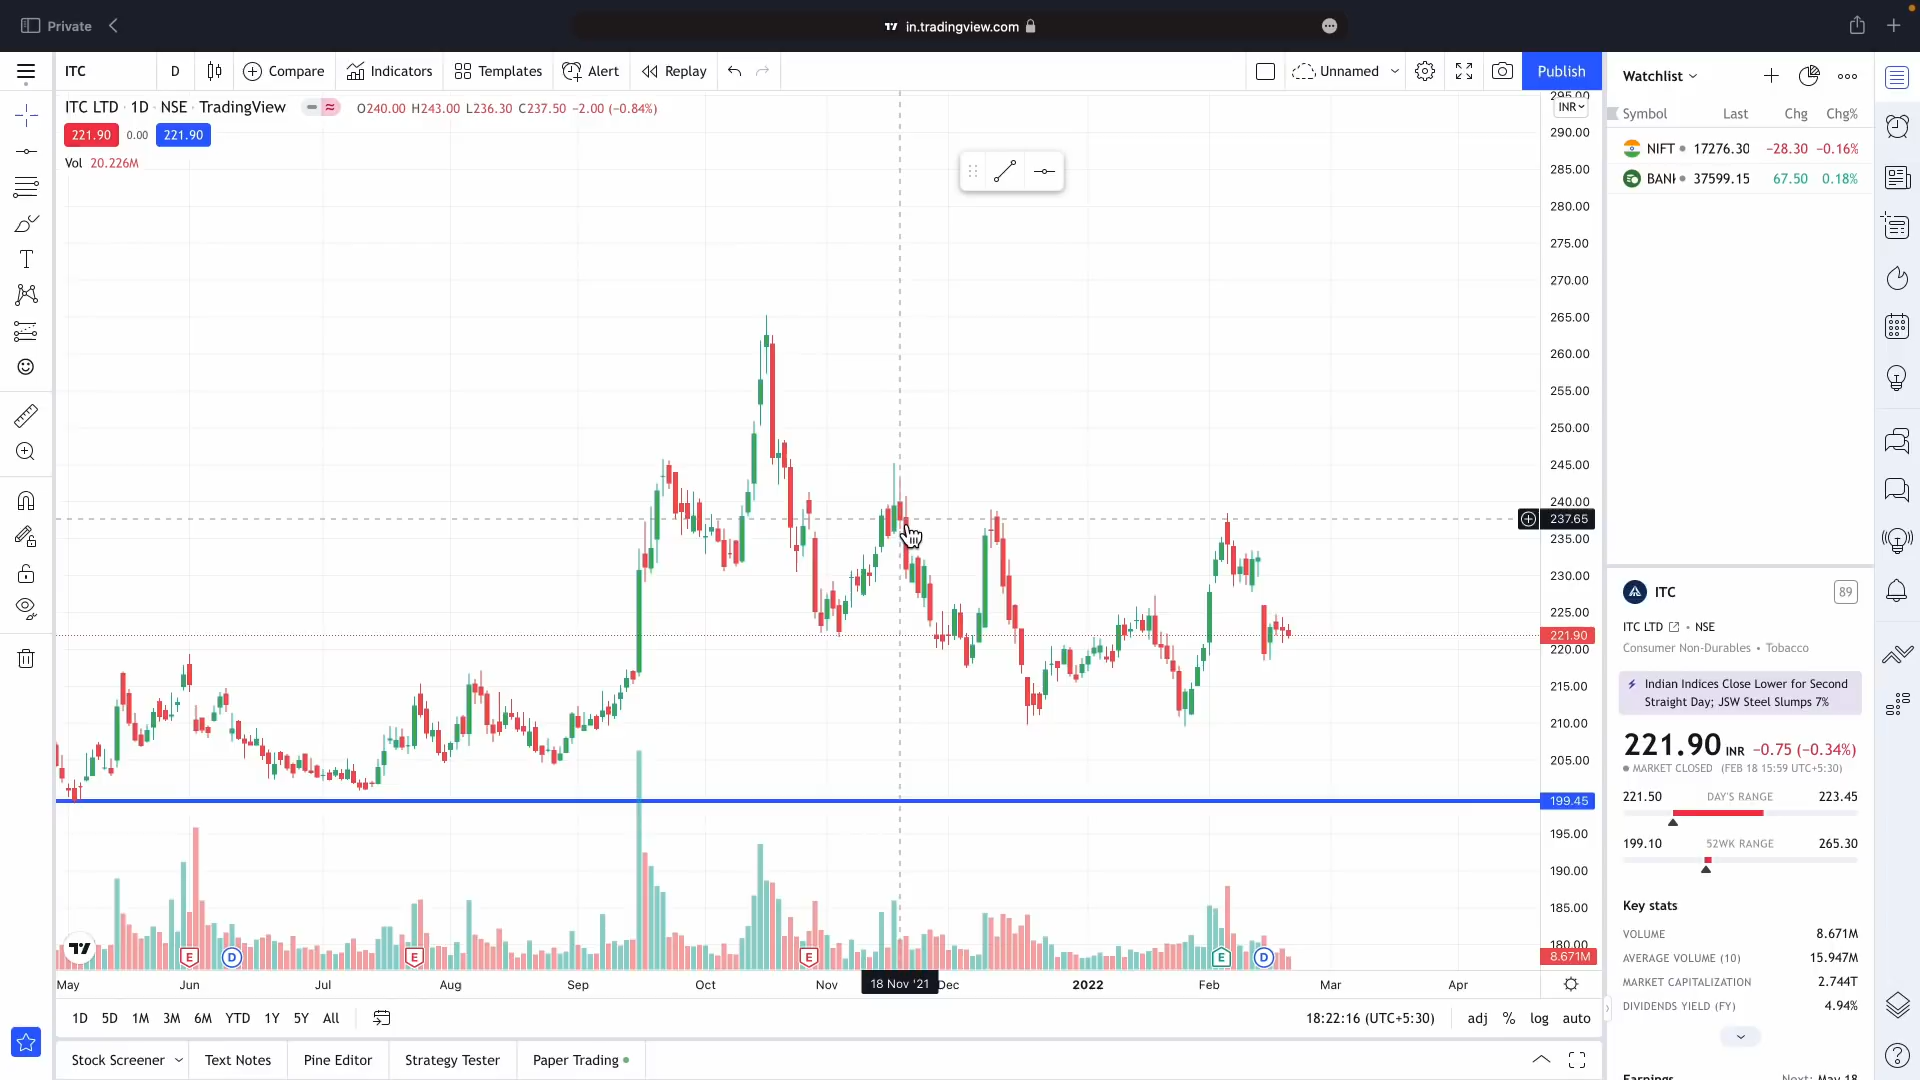 Private
in.tradingview.com
ITC
D
Compare
Indicators
Templates
Alert
Replay
Unnamed
Publish
ITC LTD · 1D · NSE · TradingView
O240.00 H243.00 L236.30 C237.50 −2.00 (−0.84%)
221.90
0.00
221.90
Vol 20.226M
INR
295.00
290.00
285.00
280.00
275.00
270.00
265.00
260.00
255.00
250.00
245.00
240.00
237.65
235.00
230.00
225.00
221.90
220.00
215.00
210.00
205.00
199.45
195.00
190.00
185.00
180.00
8.671M
E
D
E
E
E
D
May
Jun
Jul
Aug
Sep
Oct
Nov
18 Nov '21
Dec
2022
Feb
Mar
Apr
1D 5D 1M 3M 6M YTD 1Y 5Y All
18:22:16 (UTC+5:30)
adj % log auto
Stock Screener
Text Notes
Pine Editor
Strategy Tester
Paper Trading
Watchlist
Symbol Last Chg Chg%
NIFT 17276.30 −28.30 −0.16%
BANK 37599.15 67.50 0.18%
ITC
89
ITC LTD • NSE
Consumer Non-Durables • Tobacco
Indian Indices Close Lower for Second
Straight Day; JSW Steel Slumps 7%
221.90 INR −0.75 (−0.34%)
MARKET CLOSED (FEB 18 15:59 UTC+5:30)
221.50 DAY'S RANGE 223.45
199.10 52WK RANGE 265.30
Key stats
VOLUME 8.671M
AVERAGE VOLUME (10) 15.947M
MARKET CAPITALIZATION 2.744T
DIVIDENDS YIELD (FY) 4.94%
Earnings Next: May 18